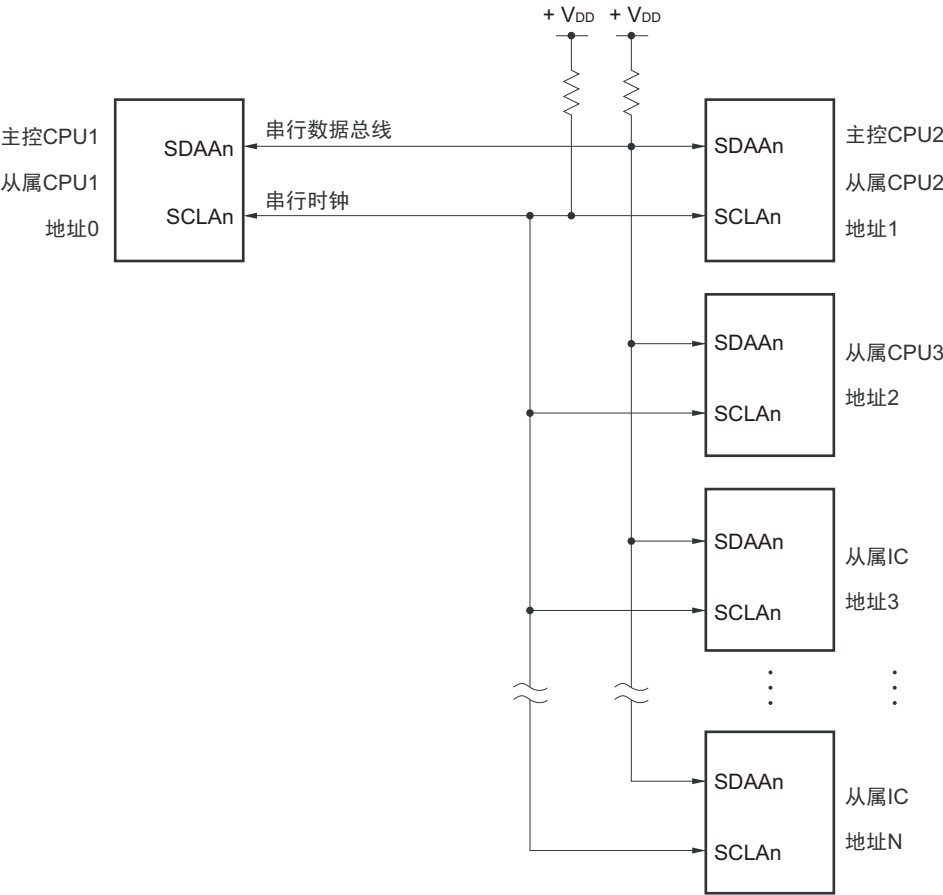 + VDD
+ VDD
主控CPU1
从属CPU1
地址0
SDAAn
SCLAn
串行数据总线
串行时钟
SDAAn
SCLAn
主控CPU2
从属CPU2
地址1
SDAAn
SCLAn
从属CPU3
地址2
SDAAn
SCLAn
从属IC
地址3
SDAAn
SCLAn
从属IC
地址N